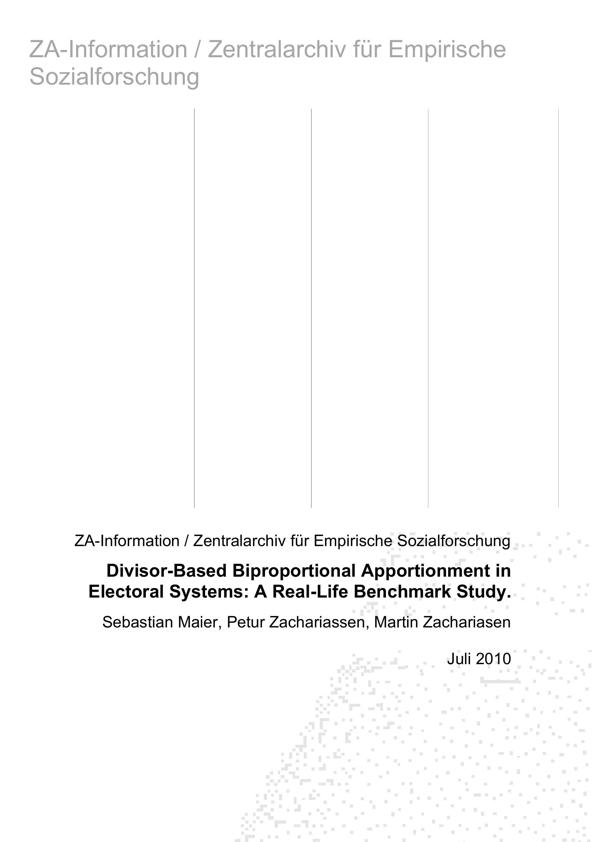 ZA-Information / Zentralarchiv für Empirische
Sozialforschung
ZA-Information / Zentralarchiv für Empirische Sozialforschung
Divisor-Based Biproportional Apportionment in
Electoral Systems: A Real-Life Benchmark Study.
Sebastian Maier, Petur Zachariassen, Martin Zachariasen
Juli 2010